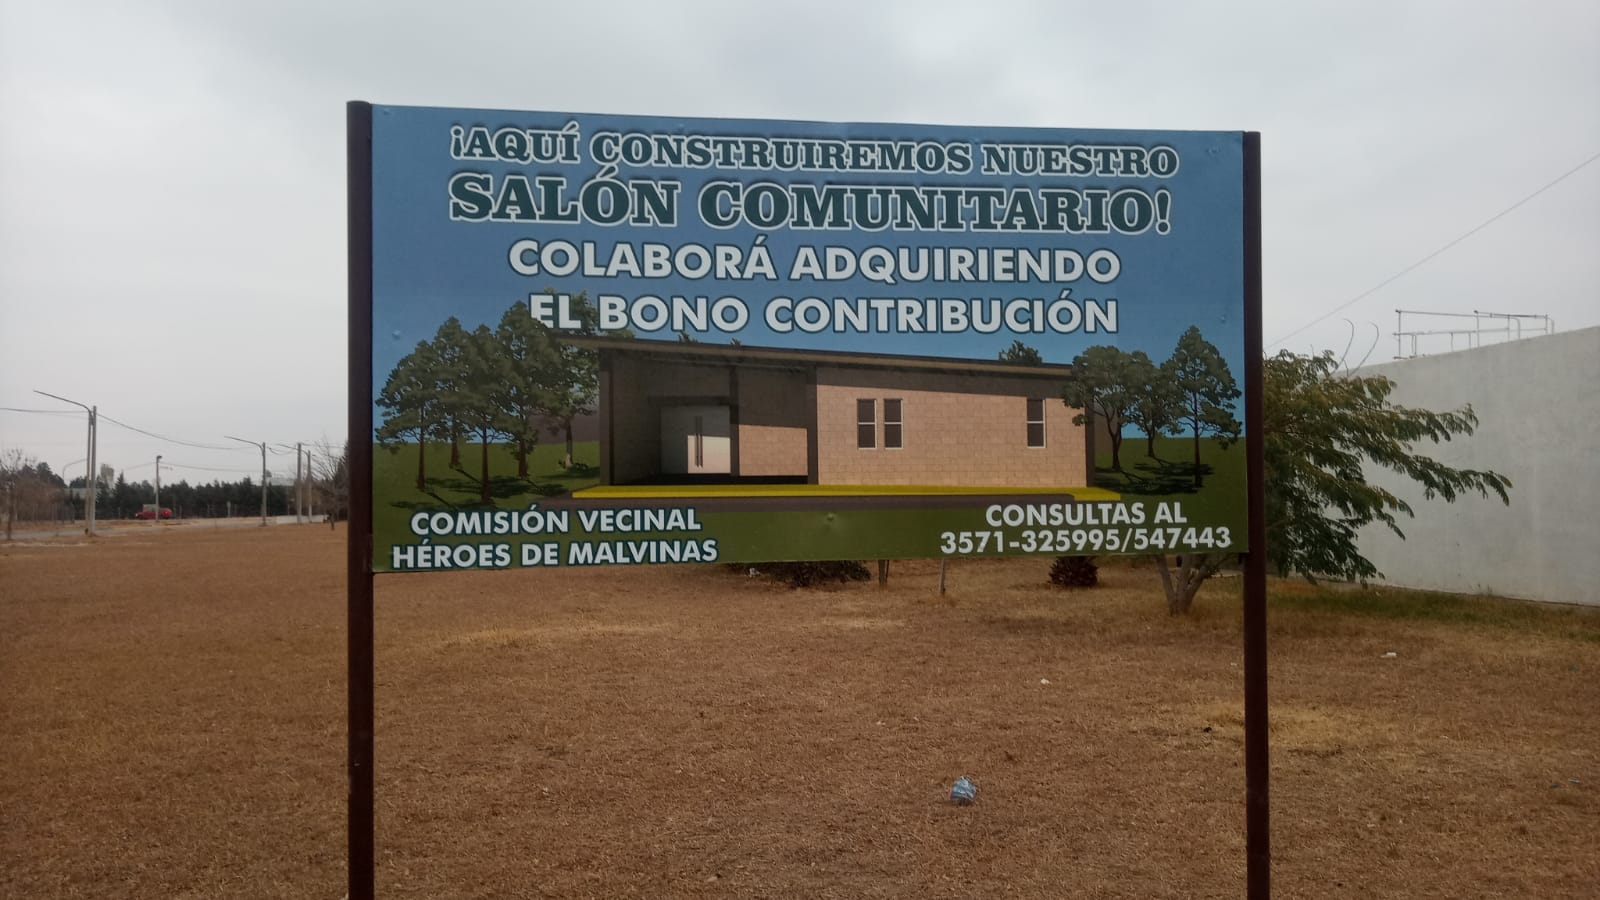 ¡AQUÍ CONSTRUIREMOS NUESTRO
SALÓN COMUNITARIO!
COLABORÁ ADQUIRIENDO
EL BONO CONTRIBUCIÓN
COMISIÓN VECINAL
HÉROES DE MALVINAS
CONSULTAS AL
3571-325995/547443